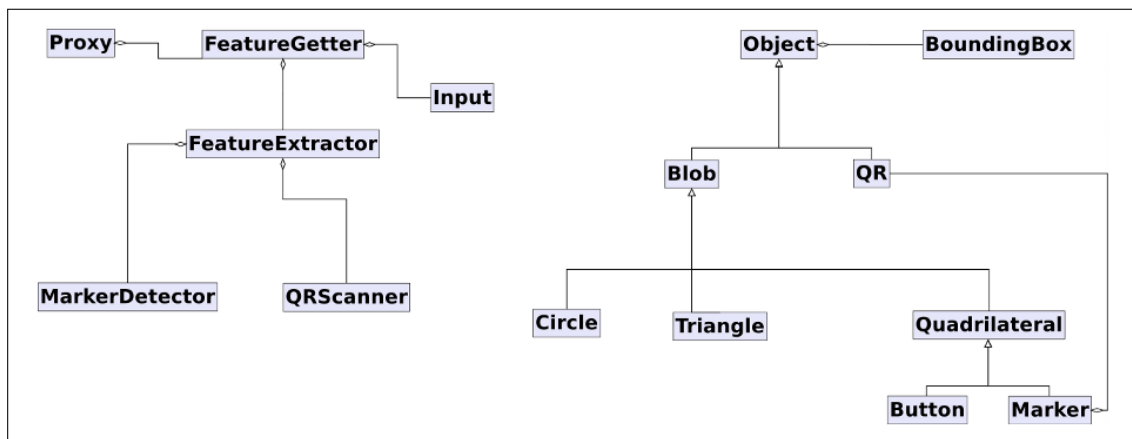 Proxy
FeatureGetter
Input
FeatureExtractor
MarkerDetector
QRScanner
Object
BoundingBox
Blob
QR
Circle
Triangle
Quadrilateral
Button
Marker